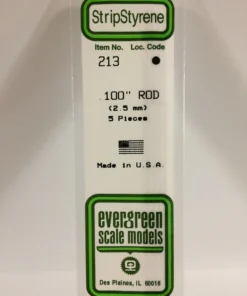 StripStyrene
Item No. Loc. Code
213
.100" ROD
(2.5 mm)
5 Pieces
Made in U.S.A.
evergreen
scale models
Des Plaines, IL 60018